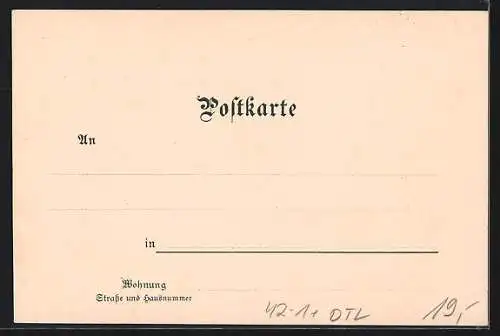 Postkarte
An
in
Wohnung
Straße und Hausnummer
42-1+ DTL 19,-